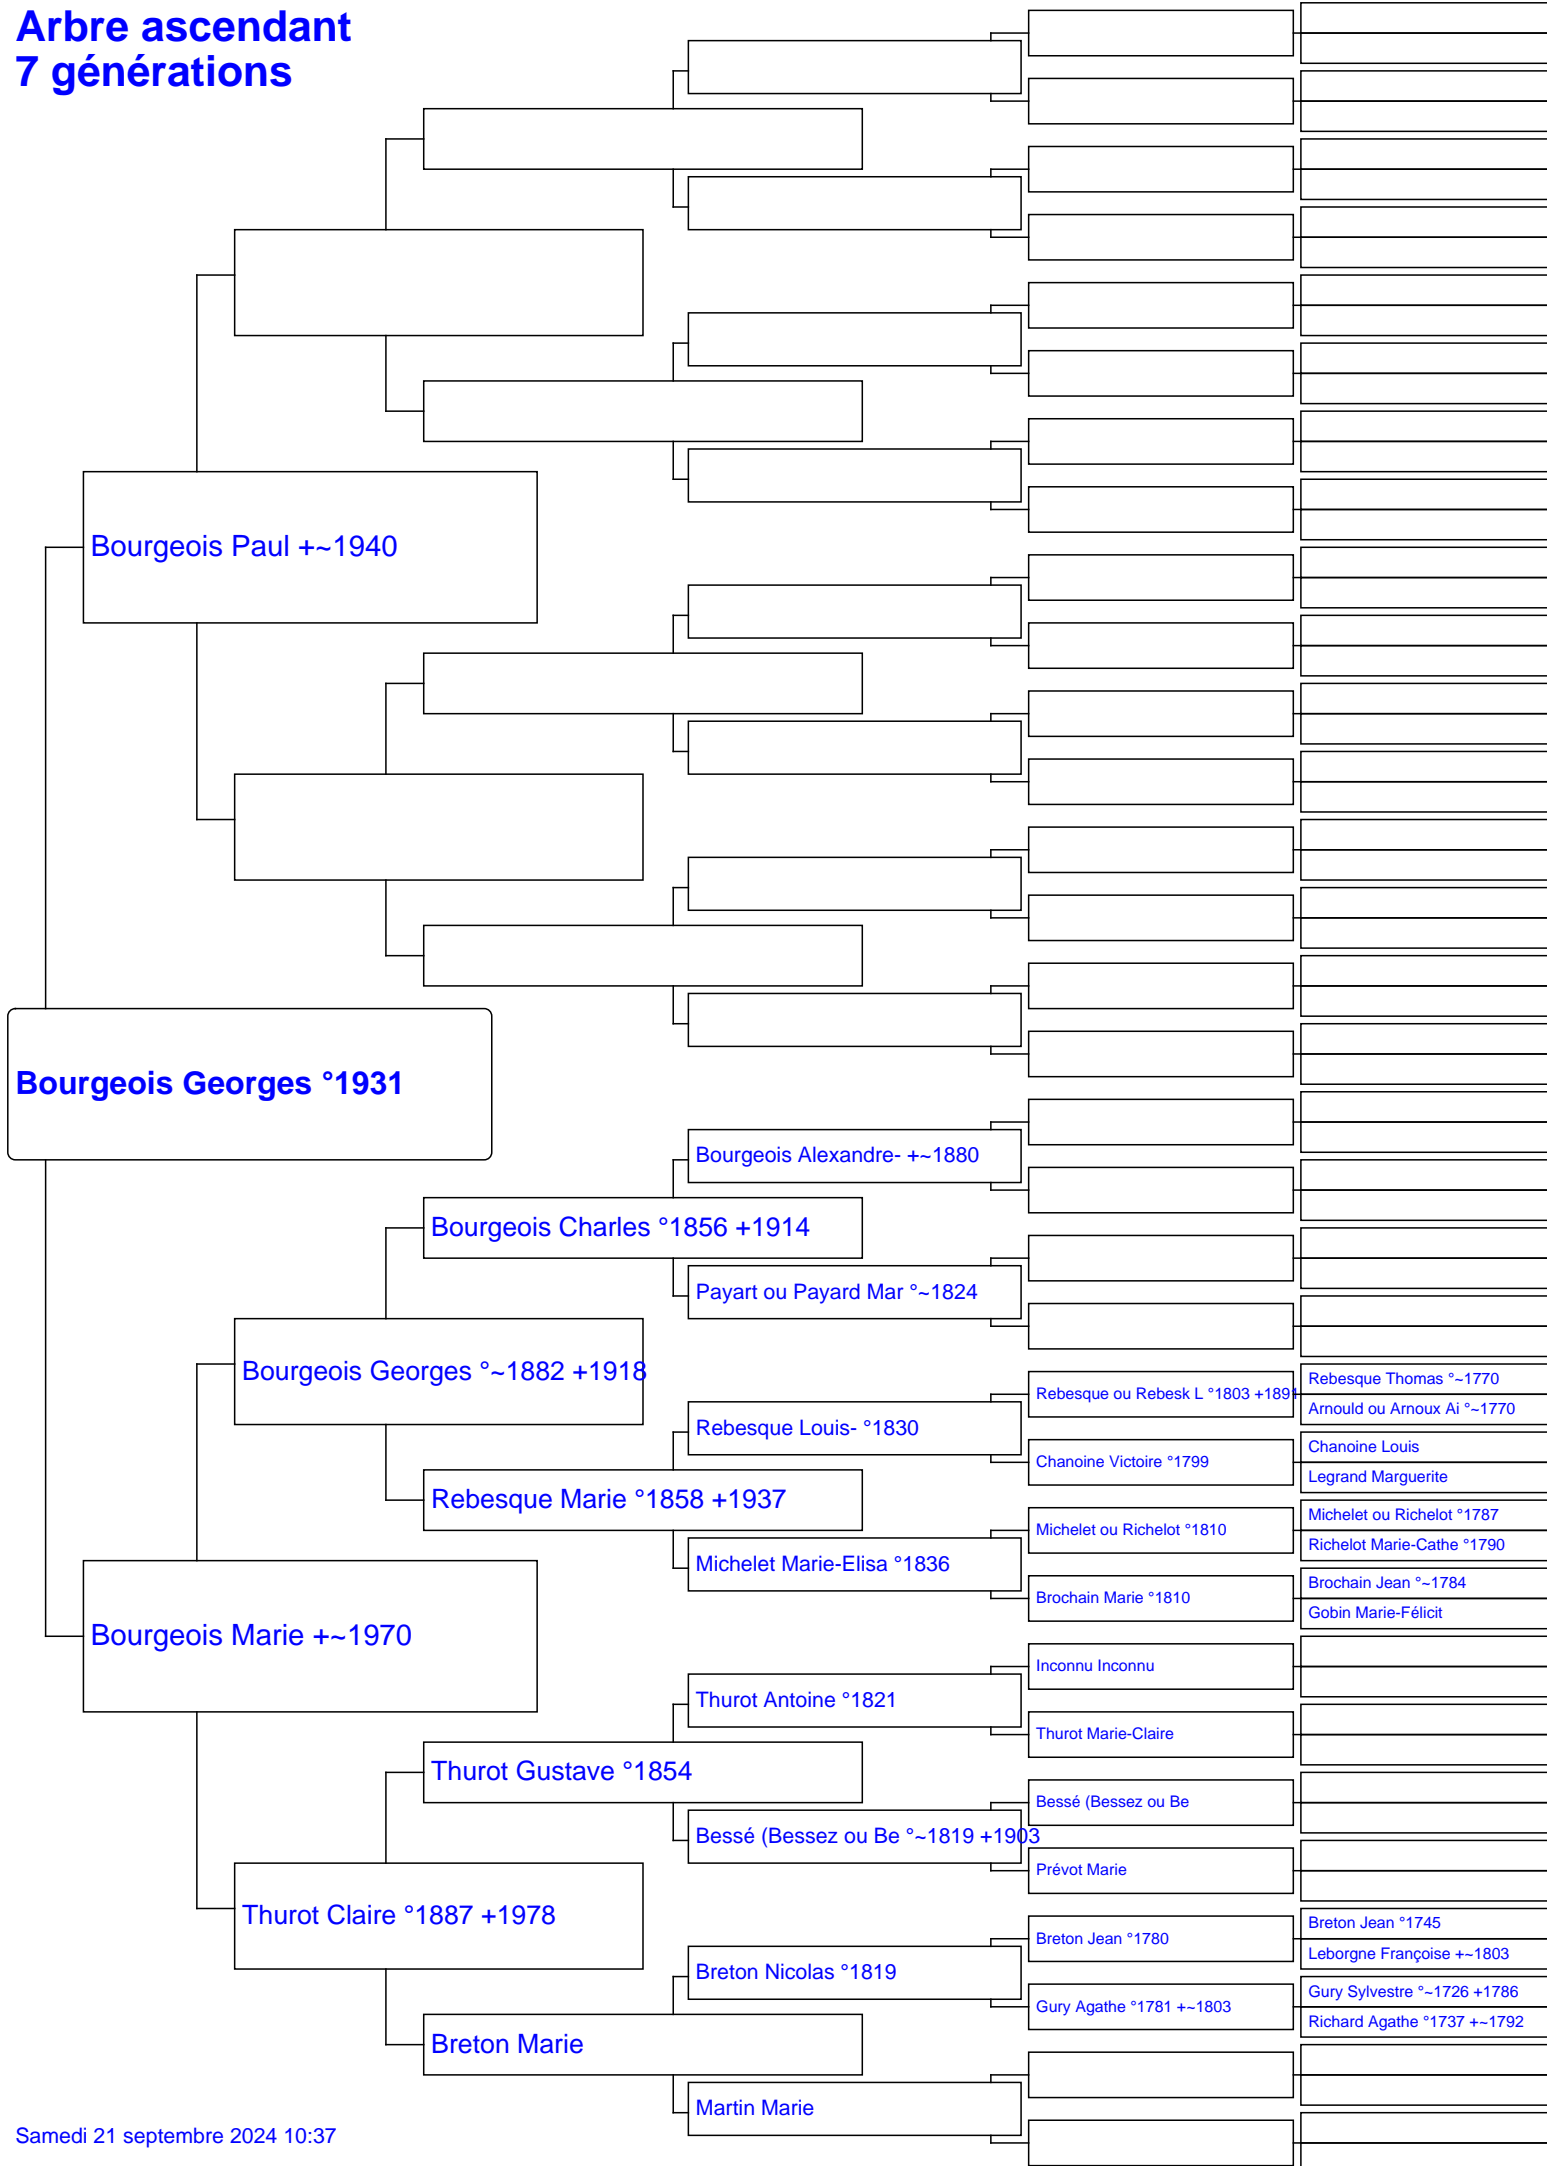 Arbre ascendant
7 générations
Bourgeois Paul +~1940
Bourgeois Georges °1931
Bourgeois Alexandre- +~1880
Bourgeois Charles °1856 +1914
Payart ou Payard Mar °~1824
Bourgeois Georges °~1882 +1918
Rebesque Thomas °~1770
Rebesque ou Rebesk L °1803 +1891
Arnould ou Arnoux Ai °~1770
Rebesque Louis- °1830
Chanoine Louis
Chanoine Victoire °1799
Legrand Marguerite
Rebesque Marie °1858 +1937
Michelet ou Richelot °1787
Michelet ou Richelot °1810
Richelot Marie-Cathe °1790
Michelet Marie-Elisa °1836
Brochain Jean °~1784
Brochain Marie °1810
Gobin Marie-Félicit
Bourgeois Marie +~1970
Inconnu Inconnu
Thurot Antoine °1821
Thurot Marie-Claire
Thurot Gustave °1854
Bessé (Bessez ou Be
Bessé (Bessez ou Be °~1819 +1903
Prévot Marie
Thurot Claire °1887 +1978
Breton Jean °1745
Breton Jean °1780
Leborgne Françoise +~1803
Breton Nicolas °1819
Gury Sylvestre °~1726 +1786
Gury Agathe °1781 +~1803
Richard Agathe °1737 +~1792
Breton Marie
Martin Marie
Samedi 21 septembre 2024 10:37